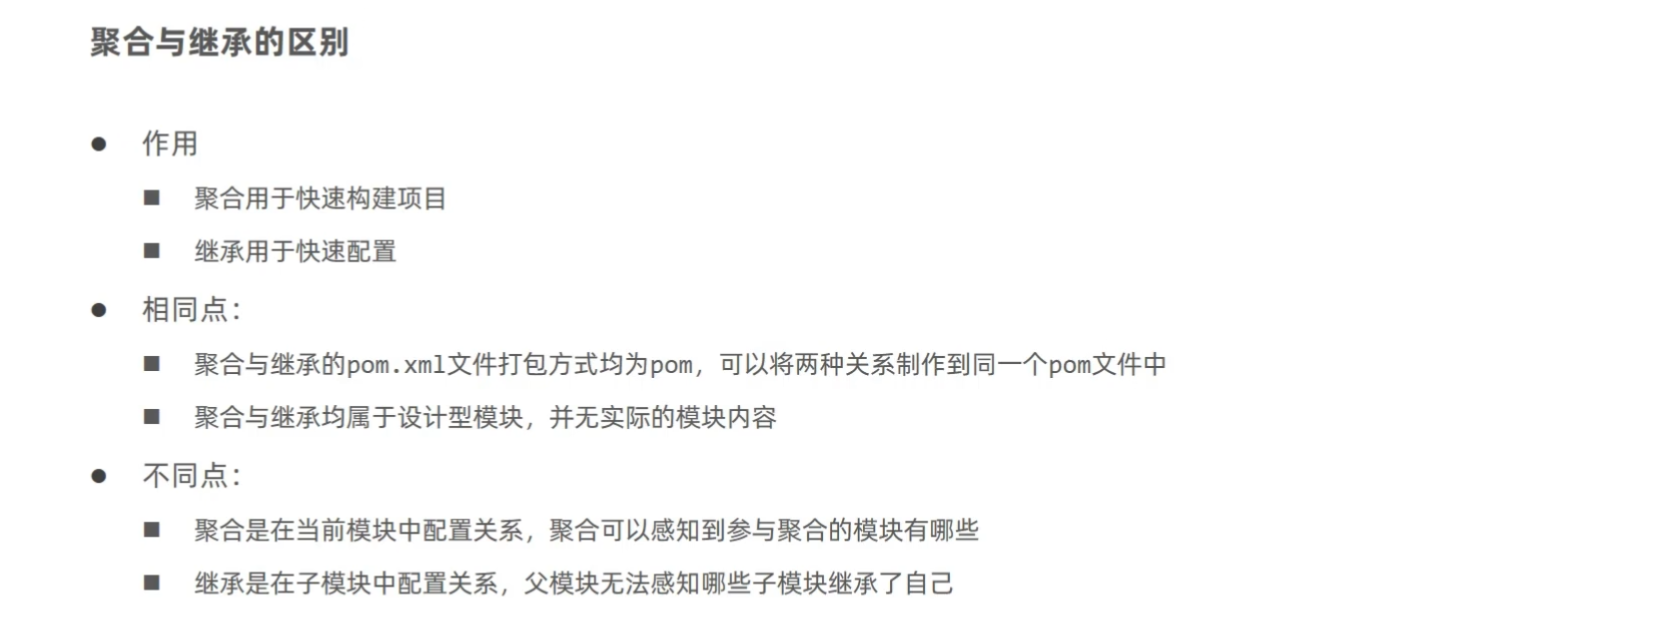 聚合与继承的区别
● 作用
■ 聚合用于快速构建项目
■ 继承用于快速配置
● 相同点：
■ 聚合与继承的pom.xml文件打包方式均为pom，可以将两种关系制作到同一个pom文件中
■ 聚合与继承均属于设计型模块，并无实际的模块内容
● 不同点：
■ 聚合是在当前模块中配置关系，聚合可以感知到参与聚合的模块有哪些
■ 继承是在子模块中配置关系，父模块无法感知哪些子模块继承了自己